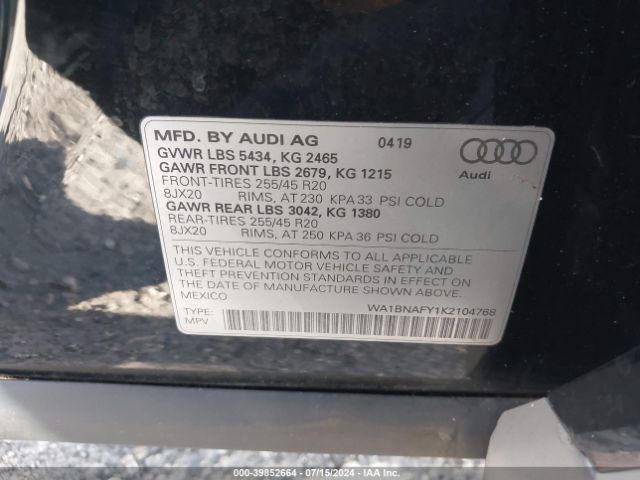 MFD. BY AUDI AG 0419
GVWR LBS 5434, KG 2465
GAWR FRONT LBS 2679, KG 1215
FRONT-TIRES 255/45 R20
8JX20 RIMS, AT 230 KPA 33 PSI COLD
GAWR REAR LBS 3042, KG 1380
REAR-TIRES 255/45 R20
8JX20 RIMS, AT 250 KPA 36 PSI COLD
Audi
THIS VEHICLE CONFORMS TO ALL APPLICABLE
U.S. FEDERAL MOTOR VEHICLE SAFETY AND
THEFT PREVENTION STANDARDS IN EFFECT ON
THE DATE OF MANUFACTURE SHOWN ABOVE.
MEXICO
WA1BNAFY1K2104768
TYPE:
MPV
000-39852664 / 07/15/2024 / IAA Inc.